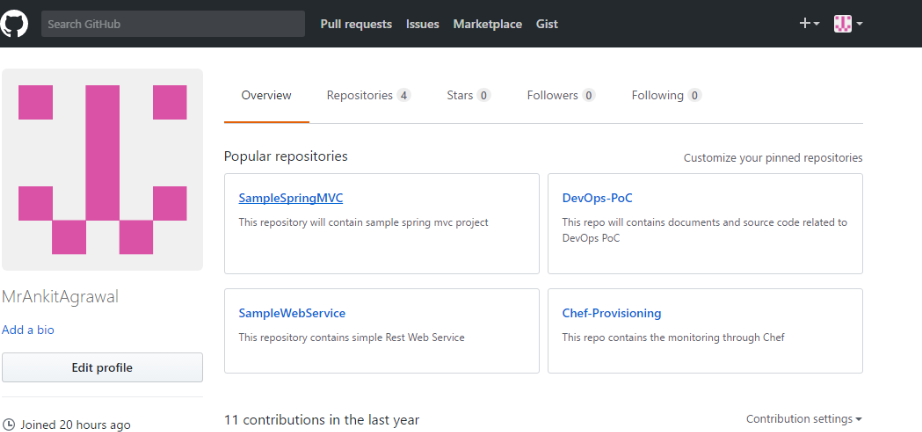 Search GitHub
Pull requests Issues Marketplace Gist
Overview Repositories 4 Stars 0 Followers 0 Following 0
Popular repositories
Customize your pinned repositories
SampleSpringMVC
This repository will contain sample spring mvc project
DevOps-PoC
This repo will contains documents and source code related to
DevOps PoC
SampleWebService
This repository contains simple Rest Web Service
Chef-Provisioning
This repo contains the monitoring through Chef
MrAnkitAgrawal
Add a bio
Edit profile
Joined 20 hours ago
11 contributions in the last year
Contribution settings